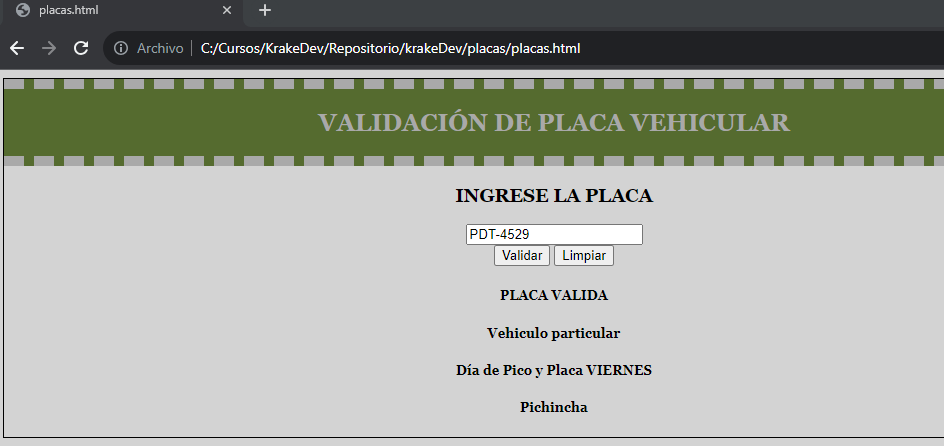 placas.html
Archivo C:/Cursos/KrakeDev/Repositorio/krakeDev/placas/placas.html
VALIDACIÓN DE PLACA VEHICULAR
INGRESE LA PLACA
PDT-4529
Validar Limpiar
PLACA VALIDA
Vehiculo particular
Día de Pico y Placa VIERNES
Pichincha